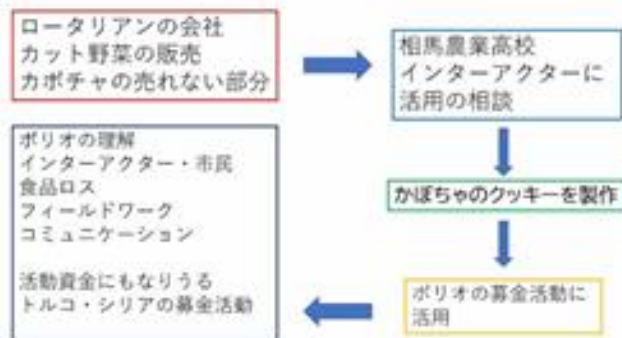 ロータリアンの会社
カット野菜の販売
カボチャの売れない部分
相馬農業高校
インターアクターに
活用の相談
かぼちゃのクッキーを製作
ポリオの募金活動に
活用
ポリオの理解
インターアクター・市民
食品ロス
フィールドワーク
コミュニケーション
活動資金にもなりうる
トルコ・シリアの募金活動